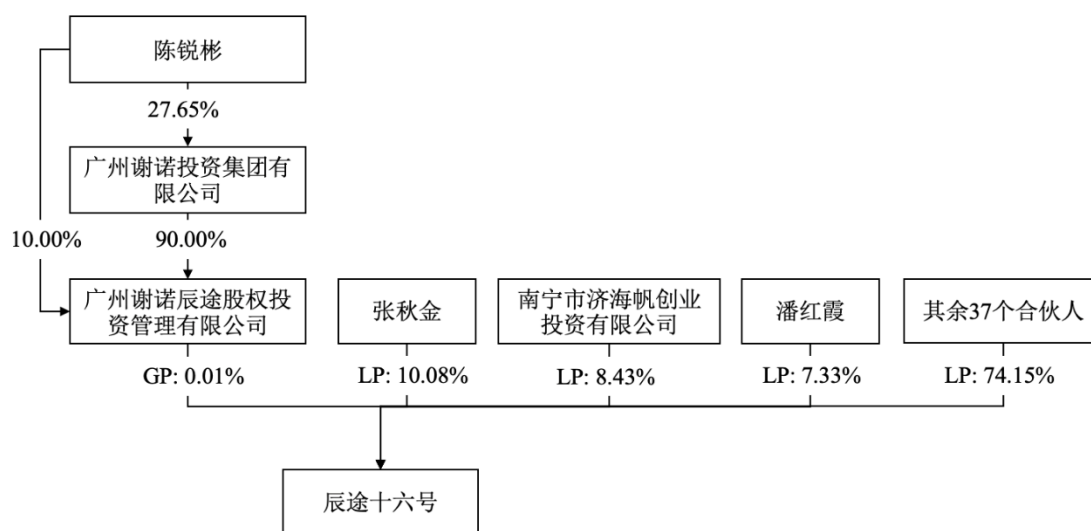 陈锐彬
27.65%
广州谢诺投资集团有
限公司
10.00%
90.00%
广州谢诺辰途股权投
资管理有限公司
张秋金
南宁市济海帆创业
投资有限公司
潘红霞
其余37个合伙人
GP: 0.01%
LP: 10.08%
LP: 8.43%
LP: 7.33%
LP: 74.15%
辰途十六号